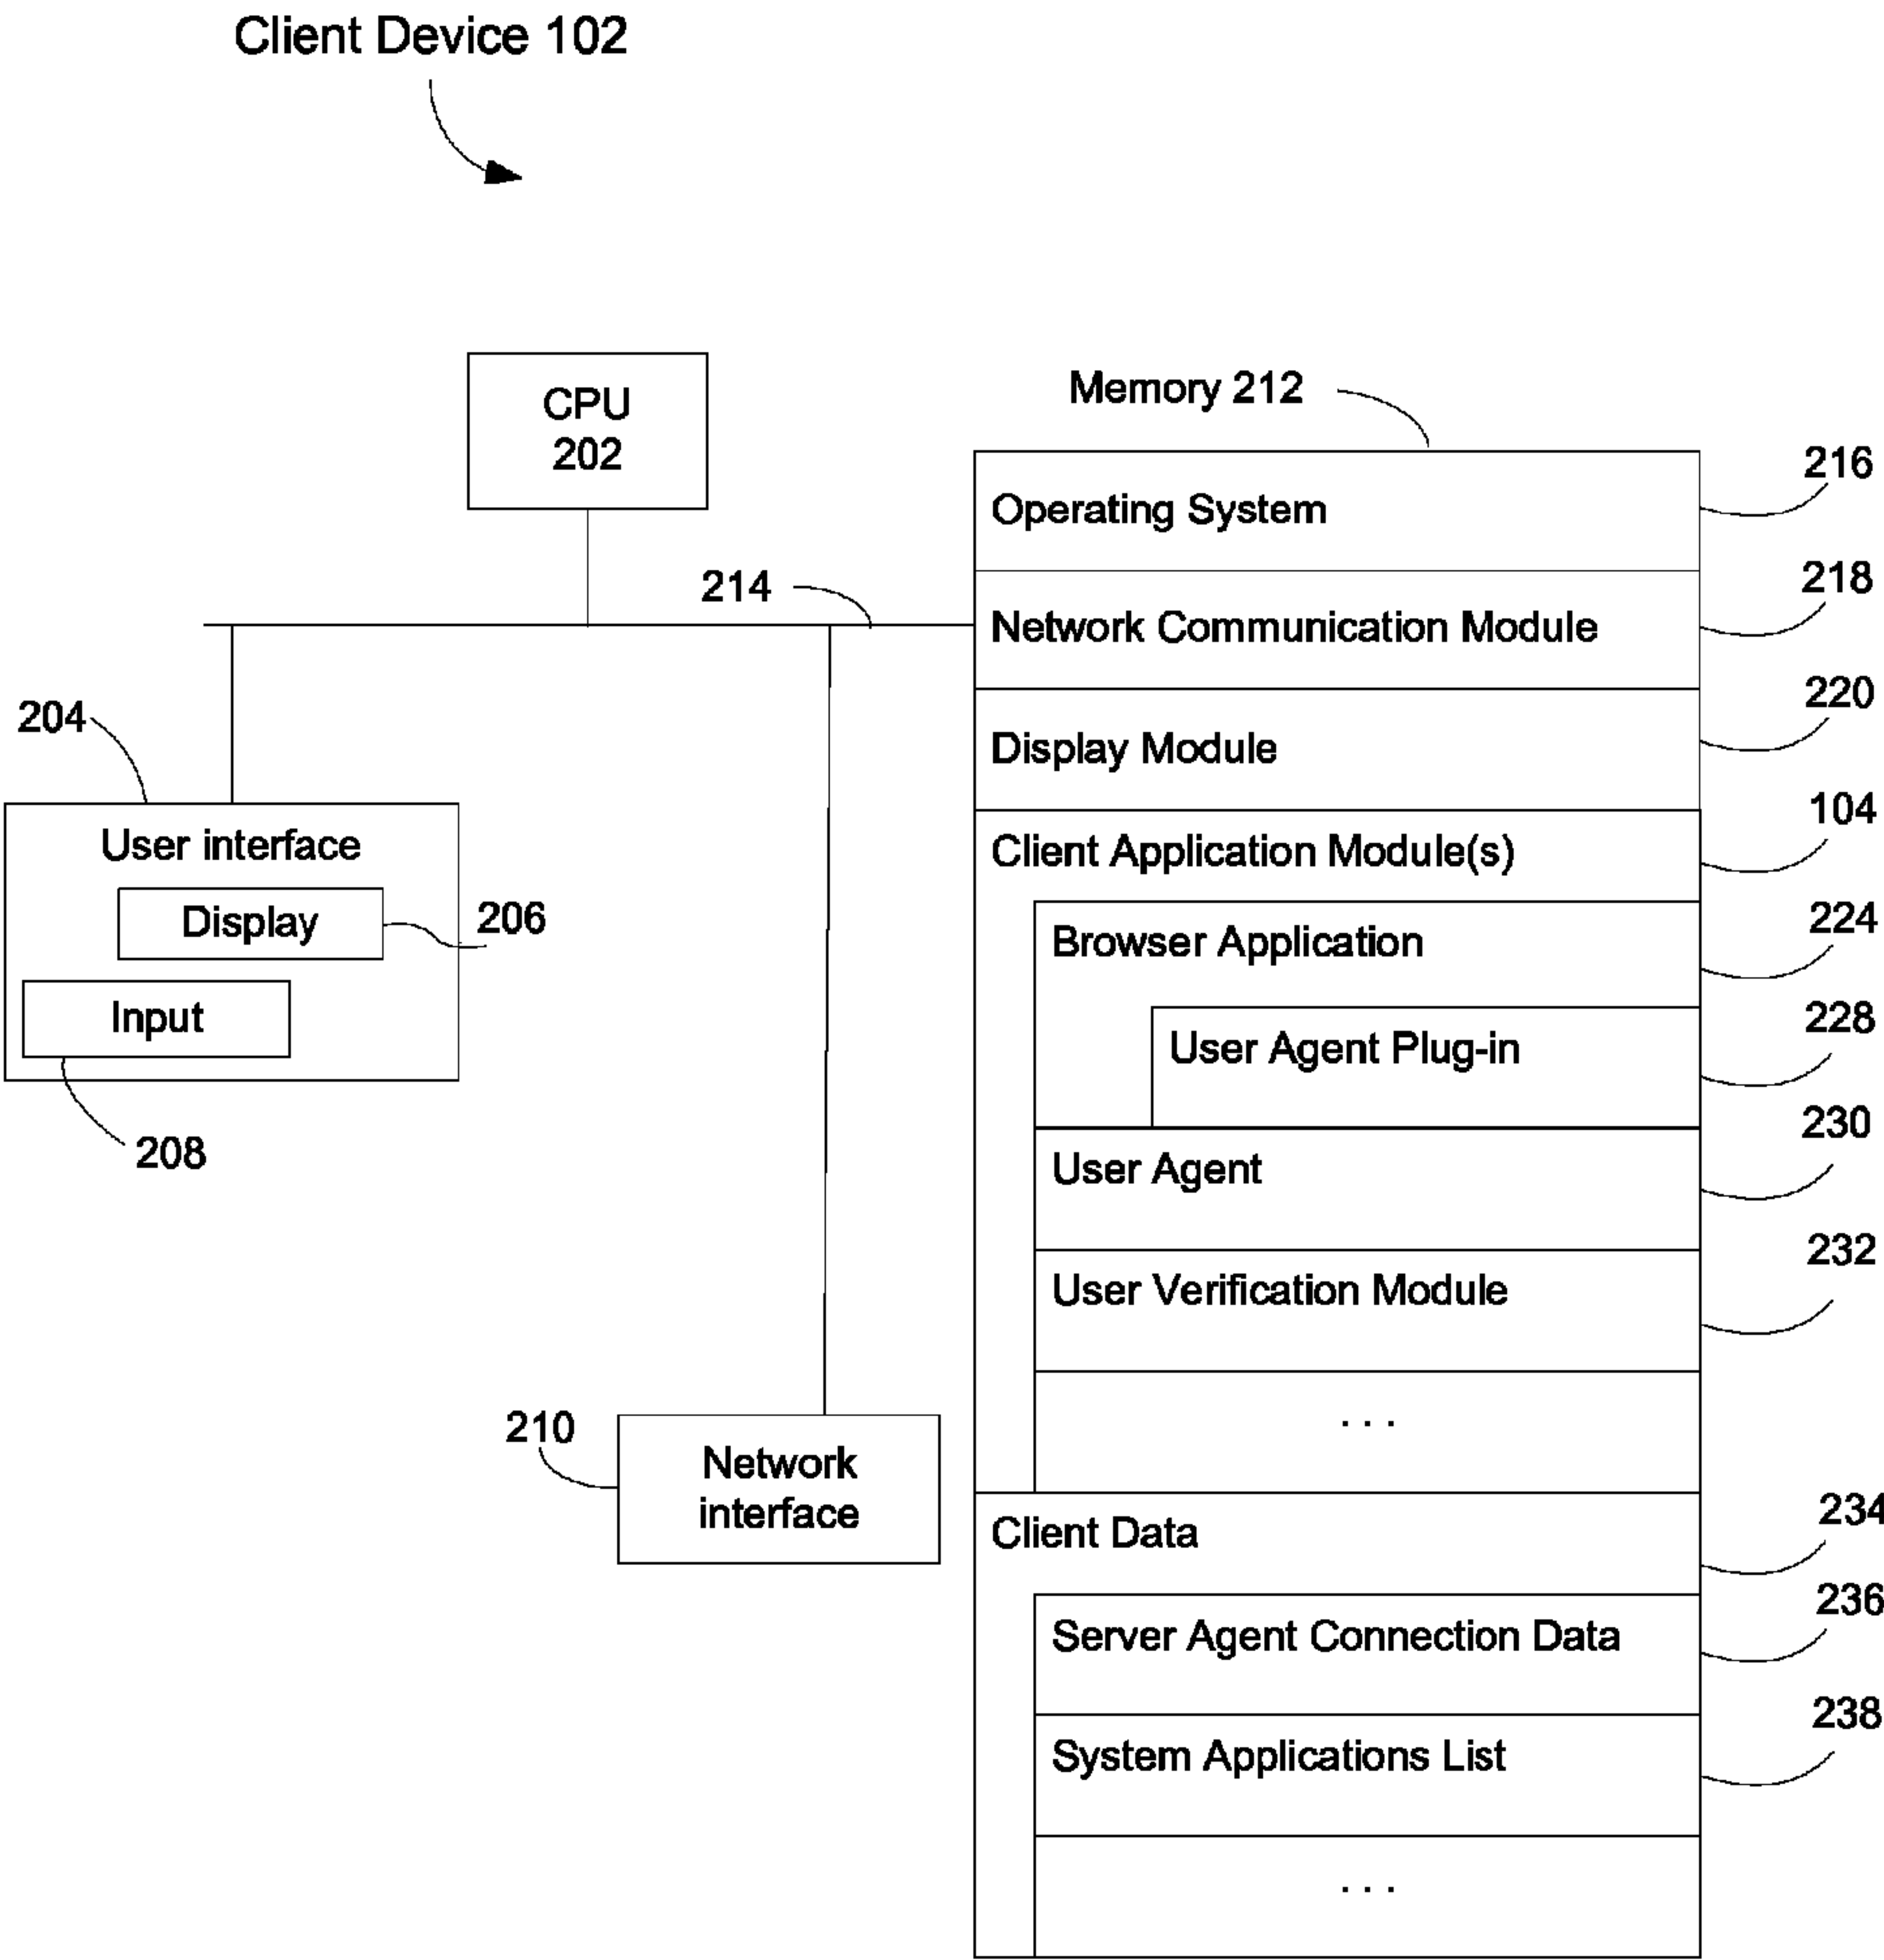 Client Device 102
CPU
202
Memory 212
Operating System
216
214
Network Communication Module
218
Display Module
220
204
User interface
Display
206
Input
208
Client Application Module(s)
104
Browser Application
224
User Agent Plug-in
228
User Agent
230
User Verification Module
232
. . .
210
Network
interface
Client Data
234
Server Agent Connection Data
236
System Applications List
238
. . .